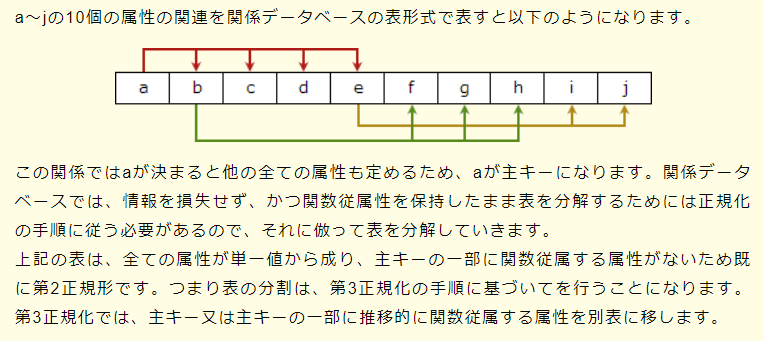 a～jの10個の属性の関連を関係データベースの表形式で表すと以下のようになります。
a b c d e f g h i j
この関係ではaが決まると他の全ての属性も定めるため、aが主キーになります。関係データ
ベースでは、情報を損失せず、かつ関数従属性を保持したまま表を分解するためには正規化
の手順に従う必要があるので、それに倣って表を分解していきます。
上記の表は、全ての属性が単一値から成り、主キーの一部に関数従属する属性がないため既
に第2正規形です。つまり表の分割は、第3正規化の手順に基づいてを行うことになります。
第3正規化では、主キー又は主キーの一部に推移的に関数従属する属性を別表に移します。